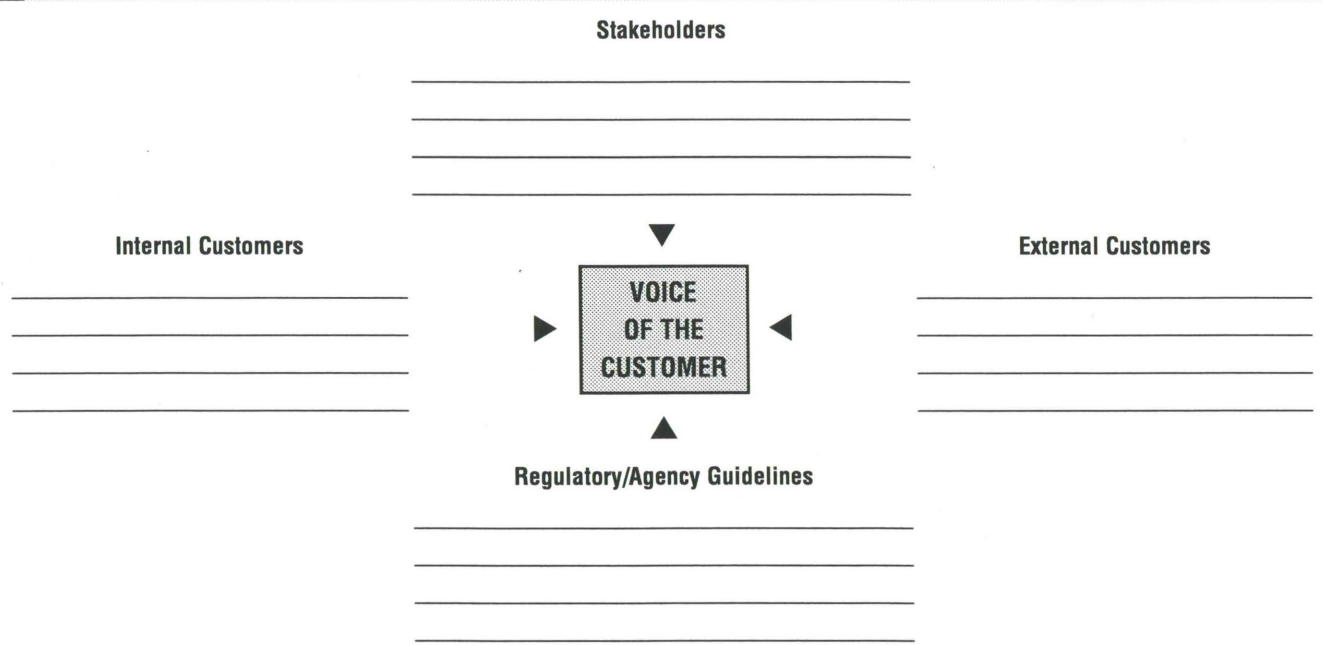 Stakeholders
Internal Customers
External Customers
VOICE
OF THE
CUSTOMER
Regulatory/Agency Guidelines